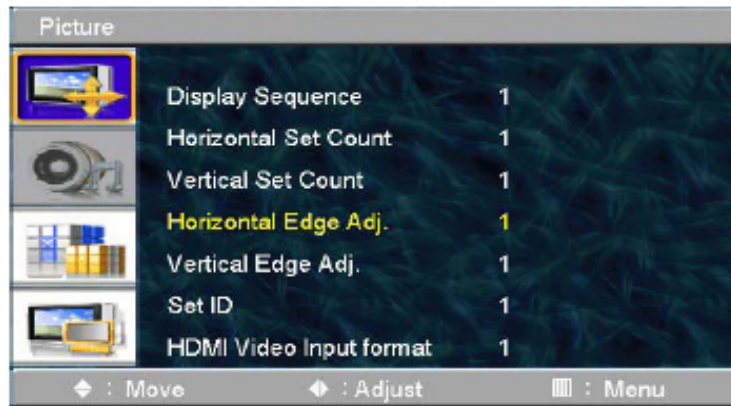 Picture
Display Sequence 1
Horizontal Set Count 1
Vertical Set Count 1
Horizontal Edge Adj. 1
Vertical Edge Adj. 1
Set ID 1
HDMI Video Input format 1
: Move : Adjust : Menu